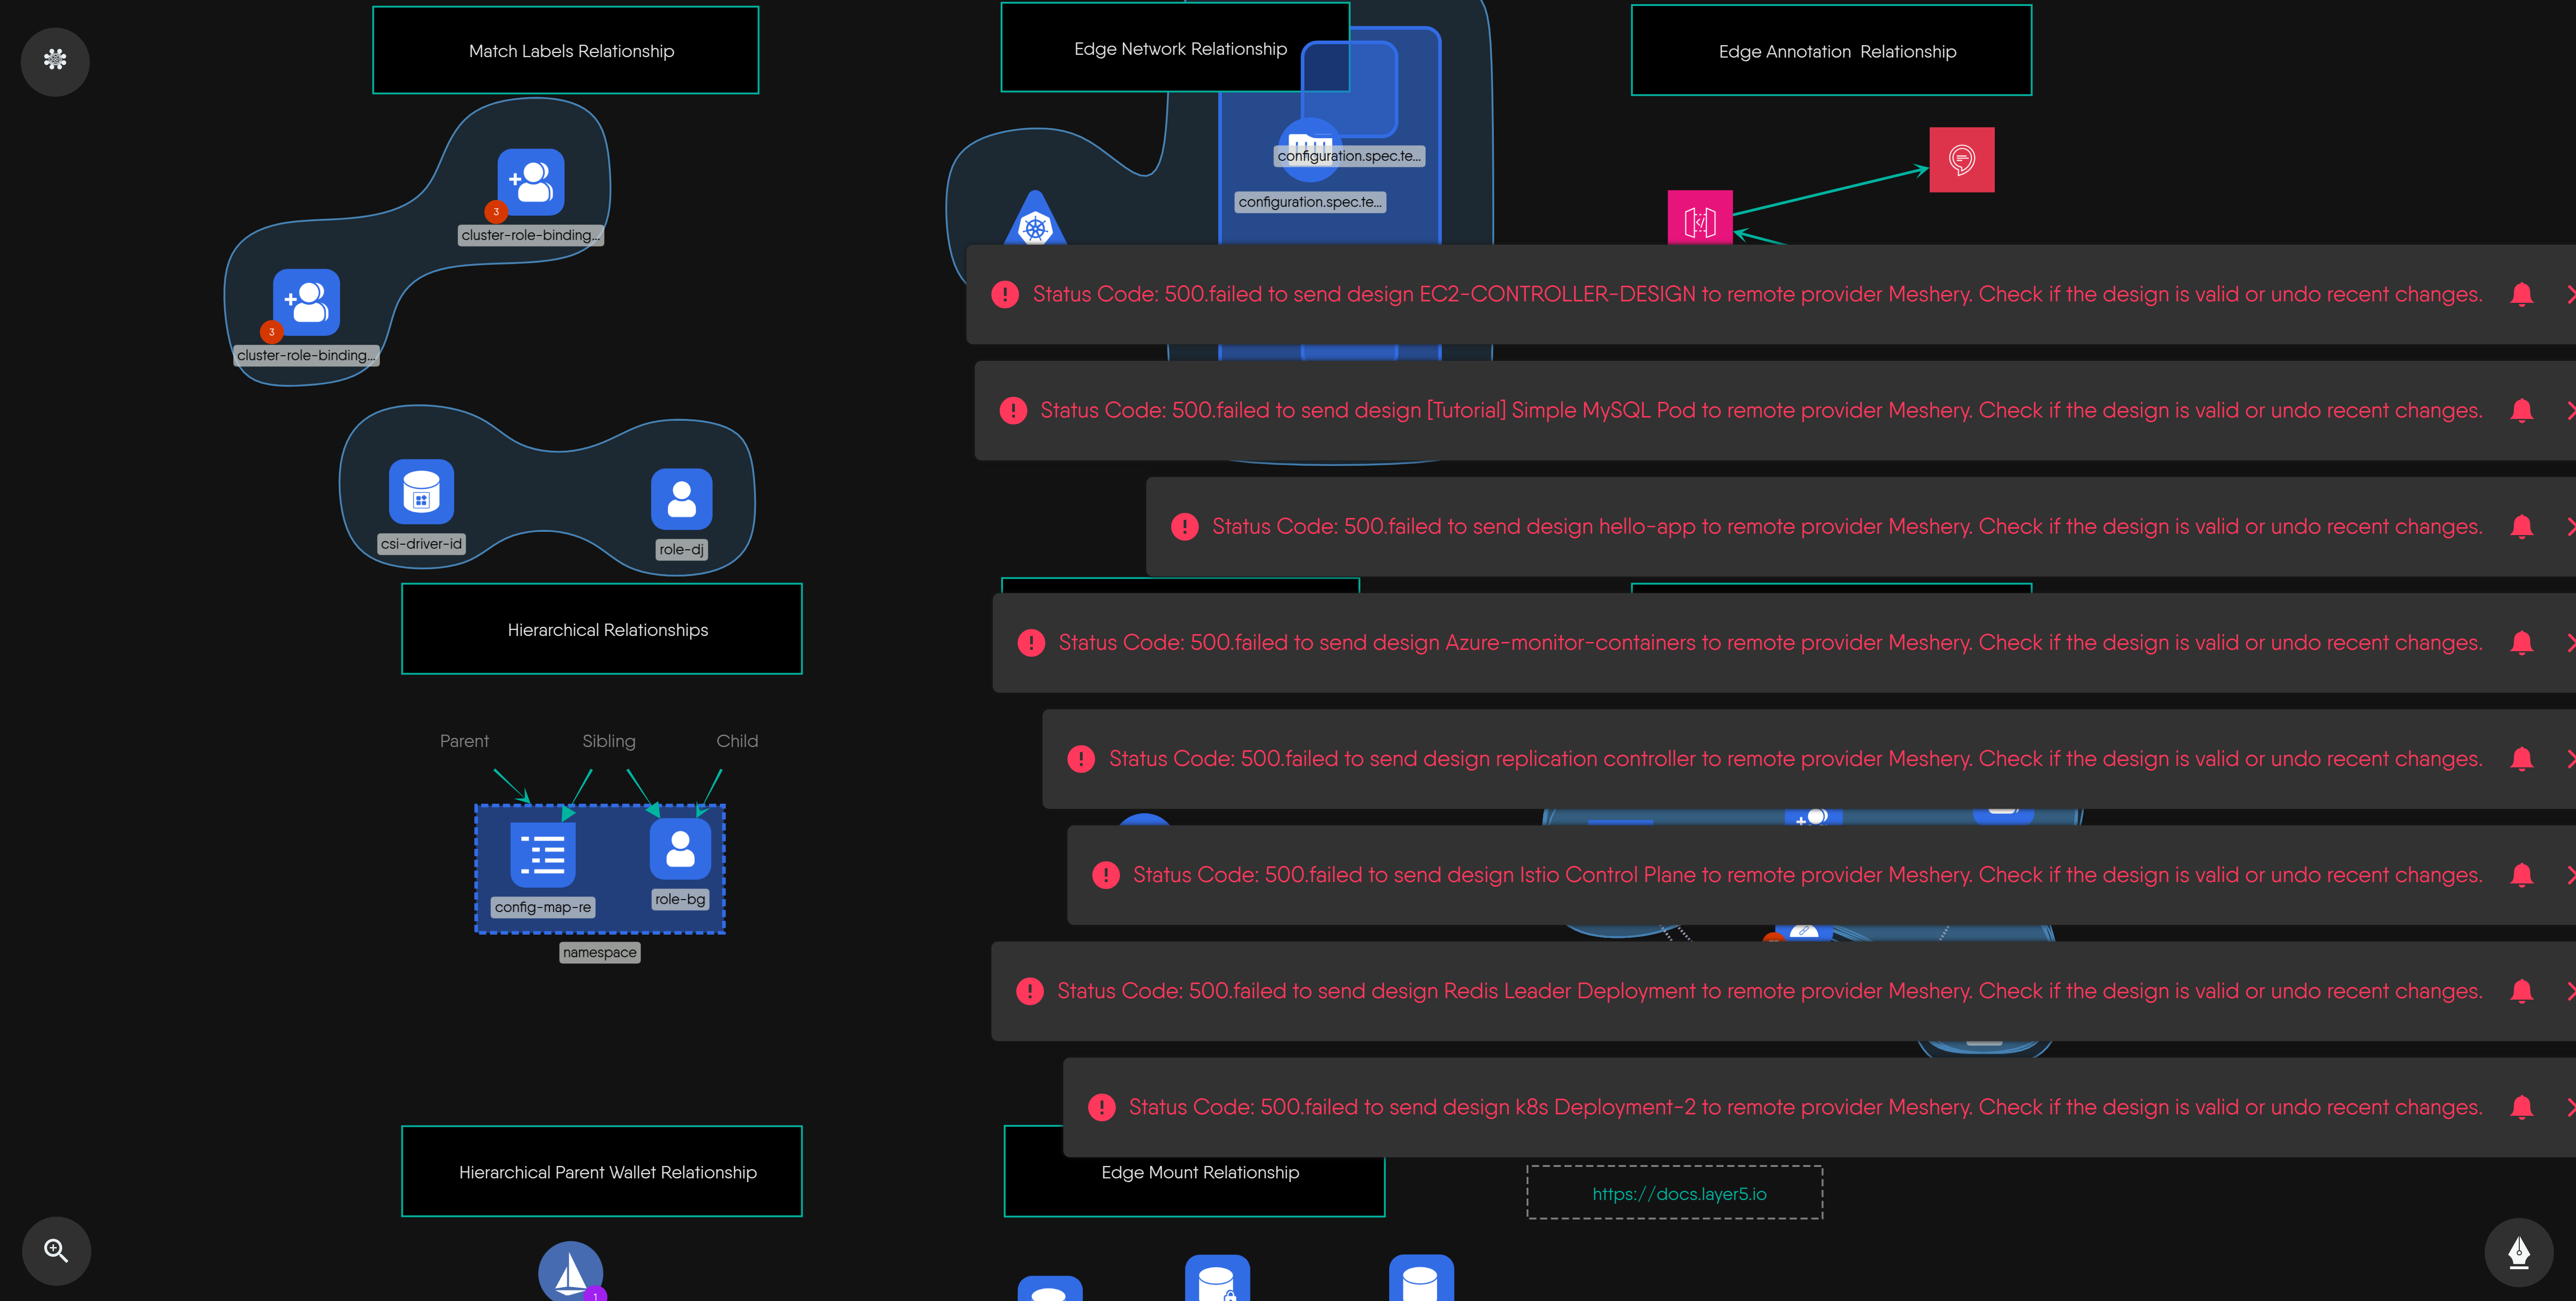 Match Labels Relationship
Edge Network Relationship
Edge Annotation Relationship
configuration.spec.te...
configuration.spec.te...
3
cluster-role-binding...
3
cluster-role-binding...
Status Code: 500.failed to send design EC2-CONTROLLER-DESIGN to remote provider Meshery. Check if the design is valid or undo recent changes.
Status Code: 500.failed to send design [Tutorial] Simple MySQL Pod to remote provider Meshery. Check if the design is valid or undo recent changes.
csi-driver-id
role-dj
Status Code: 500.failed to send design hello-app to remote provider Meshery. Check if the design is valid or undo recent changes.
Hierarchical Relationships
Status Code: 500.failed to send design Azure-monitor-containers to remote provider Meshery. Check if the design is valid or undo recent changes.
Parent
Sibling
Child
Status Code: 500.failed to send design replication controller to remote provider Meshery. Check if the design is valid or undo recent changes.
config-map-re
role-bg
Status Code: 500.failed to send design Istio Control Plane to remote provider Meshery. Check if the design is valid or undo recent changes.
namespace
Status Code: 500.failed to send design Redis Leader Deployment to remote provider Meshery. Check if the design is valid or undo recent changes.
Status Code: 500.failed to send design k8s Deployment-2 to remote provider Meshery. Check if the design is valid or undo recent changes.
Hierarchical Parent Wallet Relationship
Edge Mount Relationship
https://docs.layer5.io
1